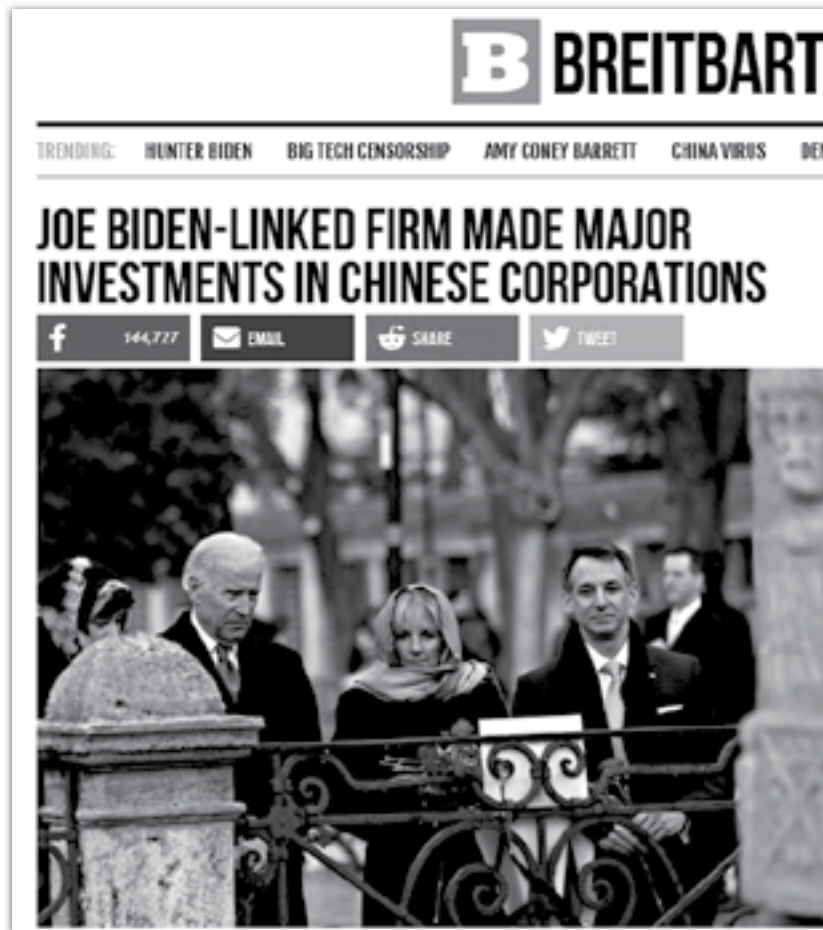 B BREITBART
TRENDING: HUNTER BIDEN BIG TECH CENSORSHIP AMY CONEY BARRETT CHINA VIRUS
JOE BIDEN-LINKED FIRM MADE MAJOR
INVESTMENTS IN CHINESE CORPORATIONS
144,727 EMAIL SHARE TWEET